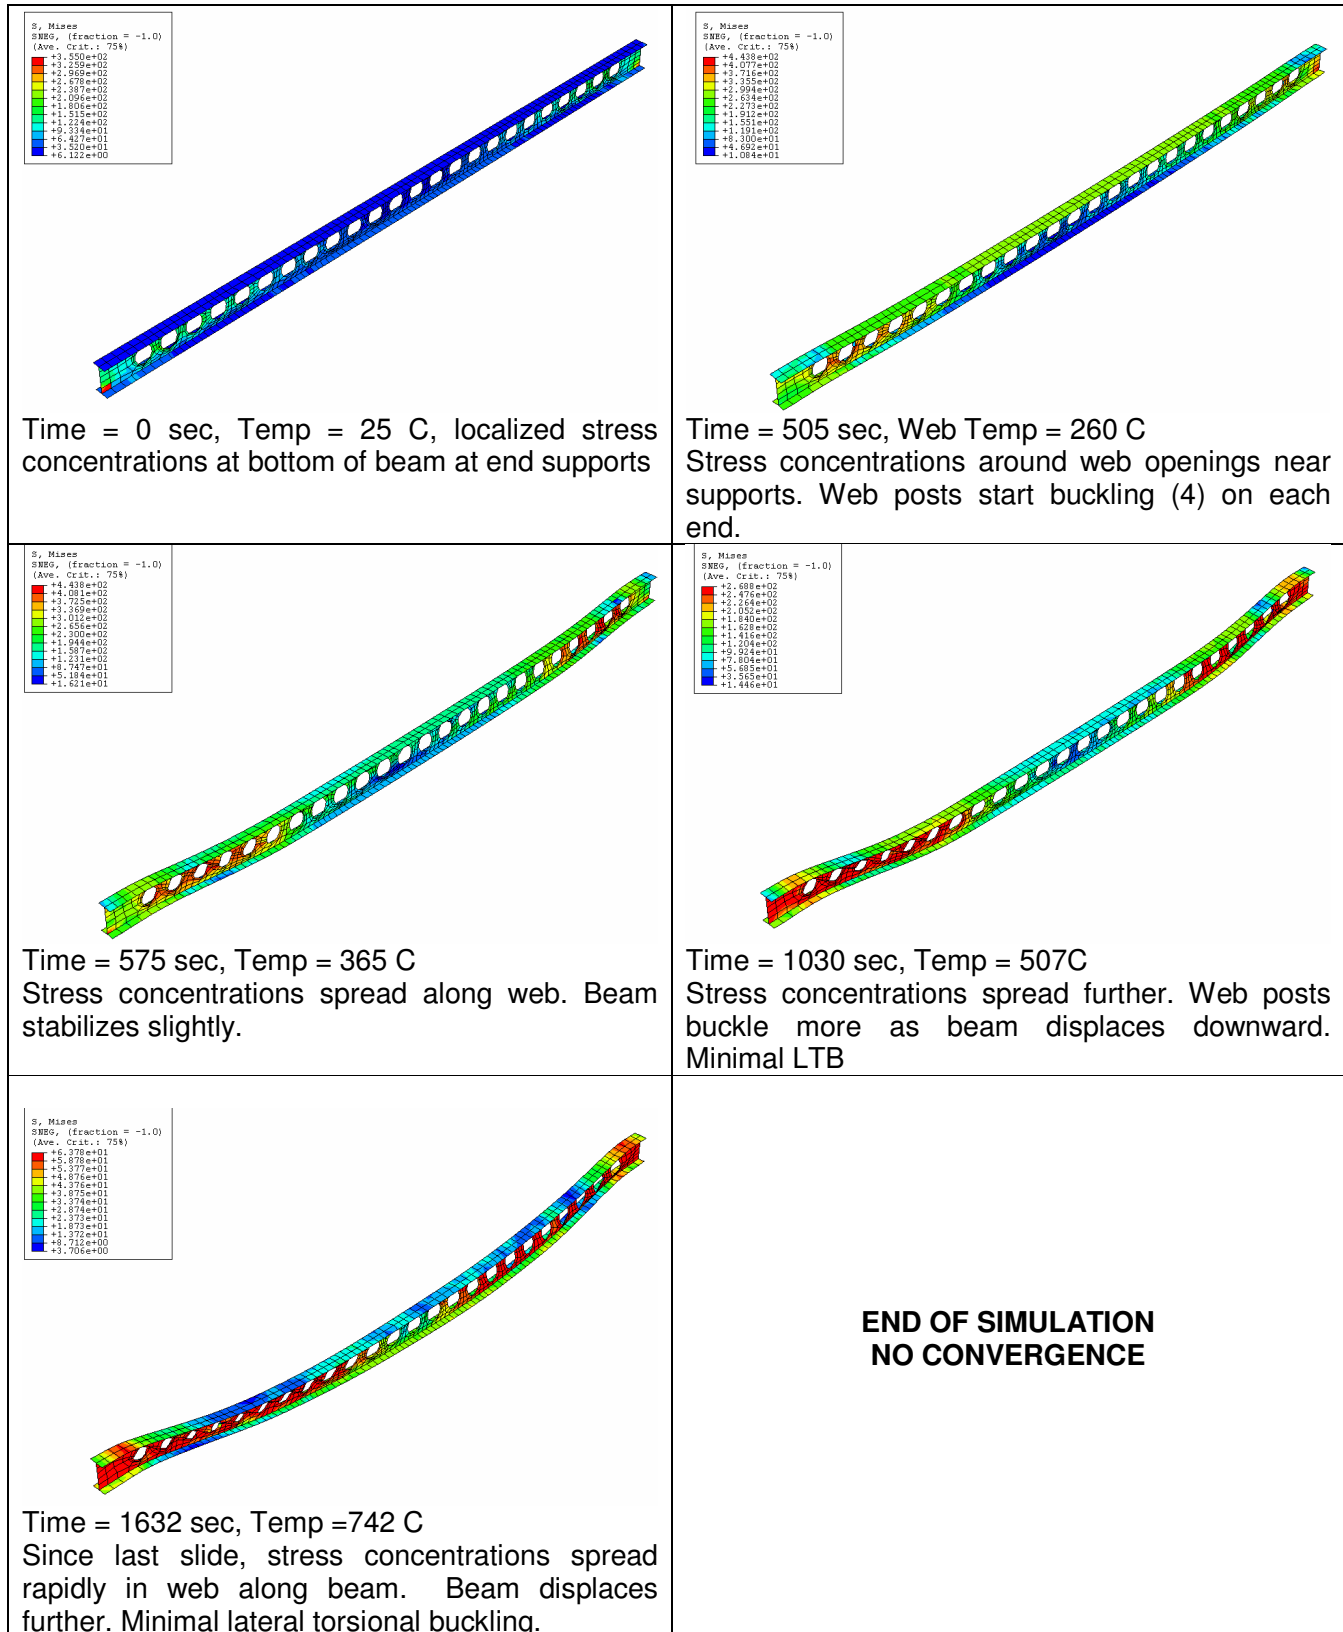 S, Mises
SNEG, (fraction = -1.0)
(Ave. Crit.: 75%)
+3.550e+02
+3.259e+02
+2.969e+02
+2.678e+02
+2.387e+02
+2.096e+02
+1.806e+02
+1.515e+02
+1.224e+02
+9.334e+01
+6.427e+01
+3.520e+01
+6.122e+00
Time = 0 sec, Temp = 25 C, localized stress
concentrations at bottom of beam at end supports
S, Mises
SNEG, (fraction = -1.0)
(Ave. Crit.: 75%)
+4.438e+02
+4.077e+02
+3.716e+02
+3.355e+02
+2.994e+02
+2.634e+02
+2.273e+02
+1.912e+02
+1.551e+02
+1.191e+02
+8.300e+01
+4.692e+01
+1.084e+01
Time = 505 sec, Web Temp = 260 C
Stress concentrations around web openings near
supports. Web posts start buckling (4) on each
end.
S, Mises
SNEG, (fraction = -1.0)
(Ave. Crit.: 75%)
+4.438e+02
+4.081e+02
+3.725e+02
+3.369e+02
+3.012e+02
+2.656e+02
+2.300e+02
+1.944e+02
+1.587e+02
+1.231e+02
+8.747e+01
+5.184e+01
+1.621e+01
Time = 575 sec, Temp = 365 C
Stress concentrations spread along web. Beam
stabilizes slightly.
S, Mises
SNEG, (fraction = -1.0)
(Ave. Crit.: 75%)
+2.688e+02
+2.476e+02
+2.264e+02
+2.052e+02
+1.840e+02
+1.628e+02
+1.416e+02
+1.204e+02
+9.924e+01
+7.804e+01
+5.685e+01
+3.565e+01
+1.446e+01
Time = 1030 sec, Temp = 507C
Stress concentrations spread further. Web posts
buckle more as beam displaces downward.
Minimal LTB
S, Mises
SNEG, (fraction = -1.0)
(Ave. Crit.: 75%)
+6.378e+01
+5.878e+01
+5.377e+01
+4.876e+01
+4.376e+01
+3.875e+01
+3.374e+01
+2.874e+01
+2.373e+01
+1.873e+01
+1.372e+01
+8.712e+00
+3.706e+00
Time = 1632 sec, Temp =742 C
Since last slide, stress concentrations spread
rapidly in web along beam. Beam displaces
further. Minimal lateral torsional buckling.
END OF SIMULATION
NO CONVERGENCE